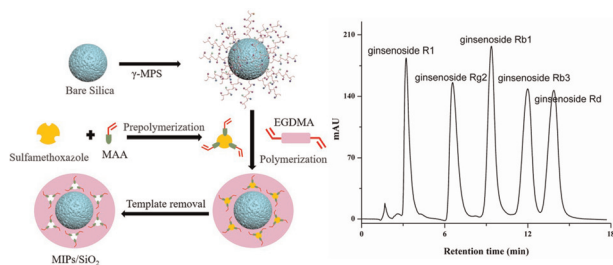 Bare Silica
γ-MPS
Sulfamethoxazole
+
MAA
Prepolymerization
EGDMA
Polymerization
Template removal
MIPs/SiO2
mAU
210
140
70
0
0
6
12
18
Retention time (min)
ginsenoside R1
ginsenoside Rg2
ginsenoside Rb1
ginsenoside Rb3
ginsenoside Rd